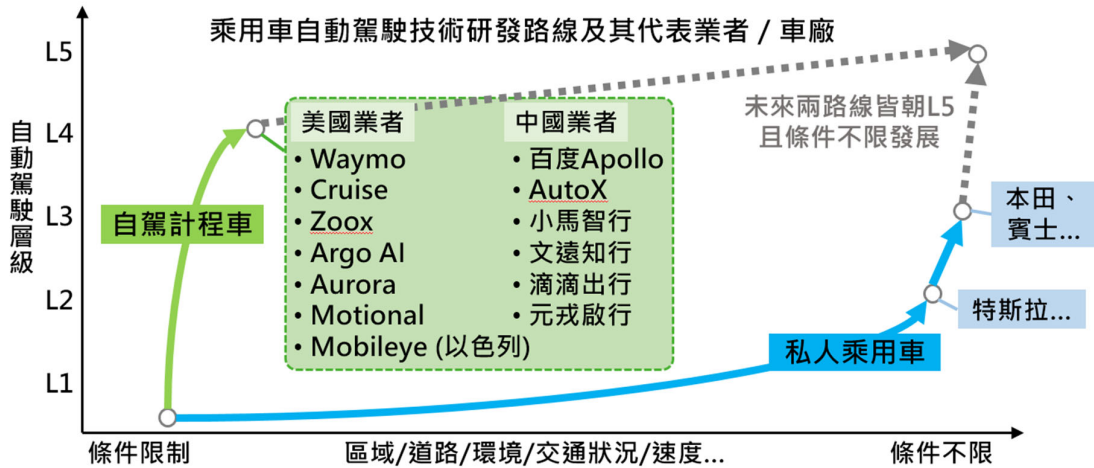 乘用車自動駕駛技術研發路線及其代表業者 / 車廠
自動駕駛層級
L5
L4
L3
L2
L1
自駕計程車
美國業者
• Waymo
• Cruise
• Zoox
• Argo AI
• Aurora
• Motional
• Mobileye (以色列)
中國業者
• 百度Apollo
• AutoX
• 小馬智行
• 文遠知行
• 滴滴出行
• 元戎啟行
未來兩路線皆朝L5
且條件不限發展
本田、
賓士...
特斯拉...
私人乘用車
條件限制
區域/道路/環境/交通狀況/速度...
條件不限